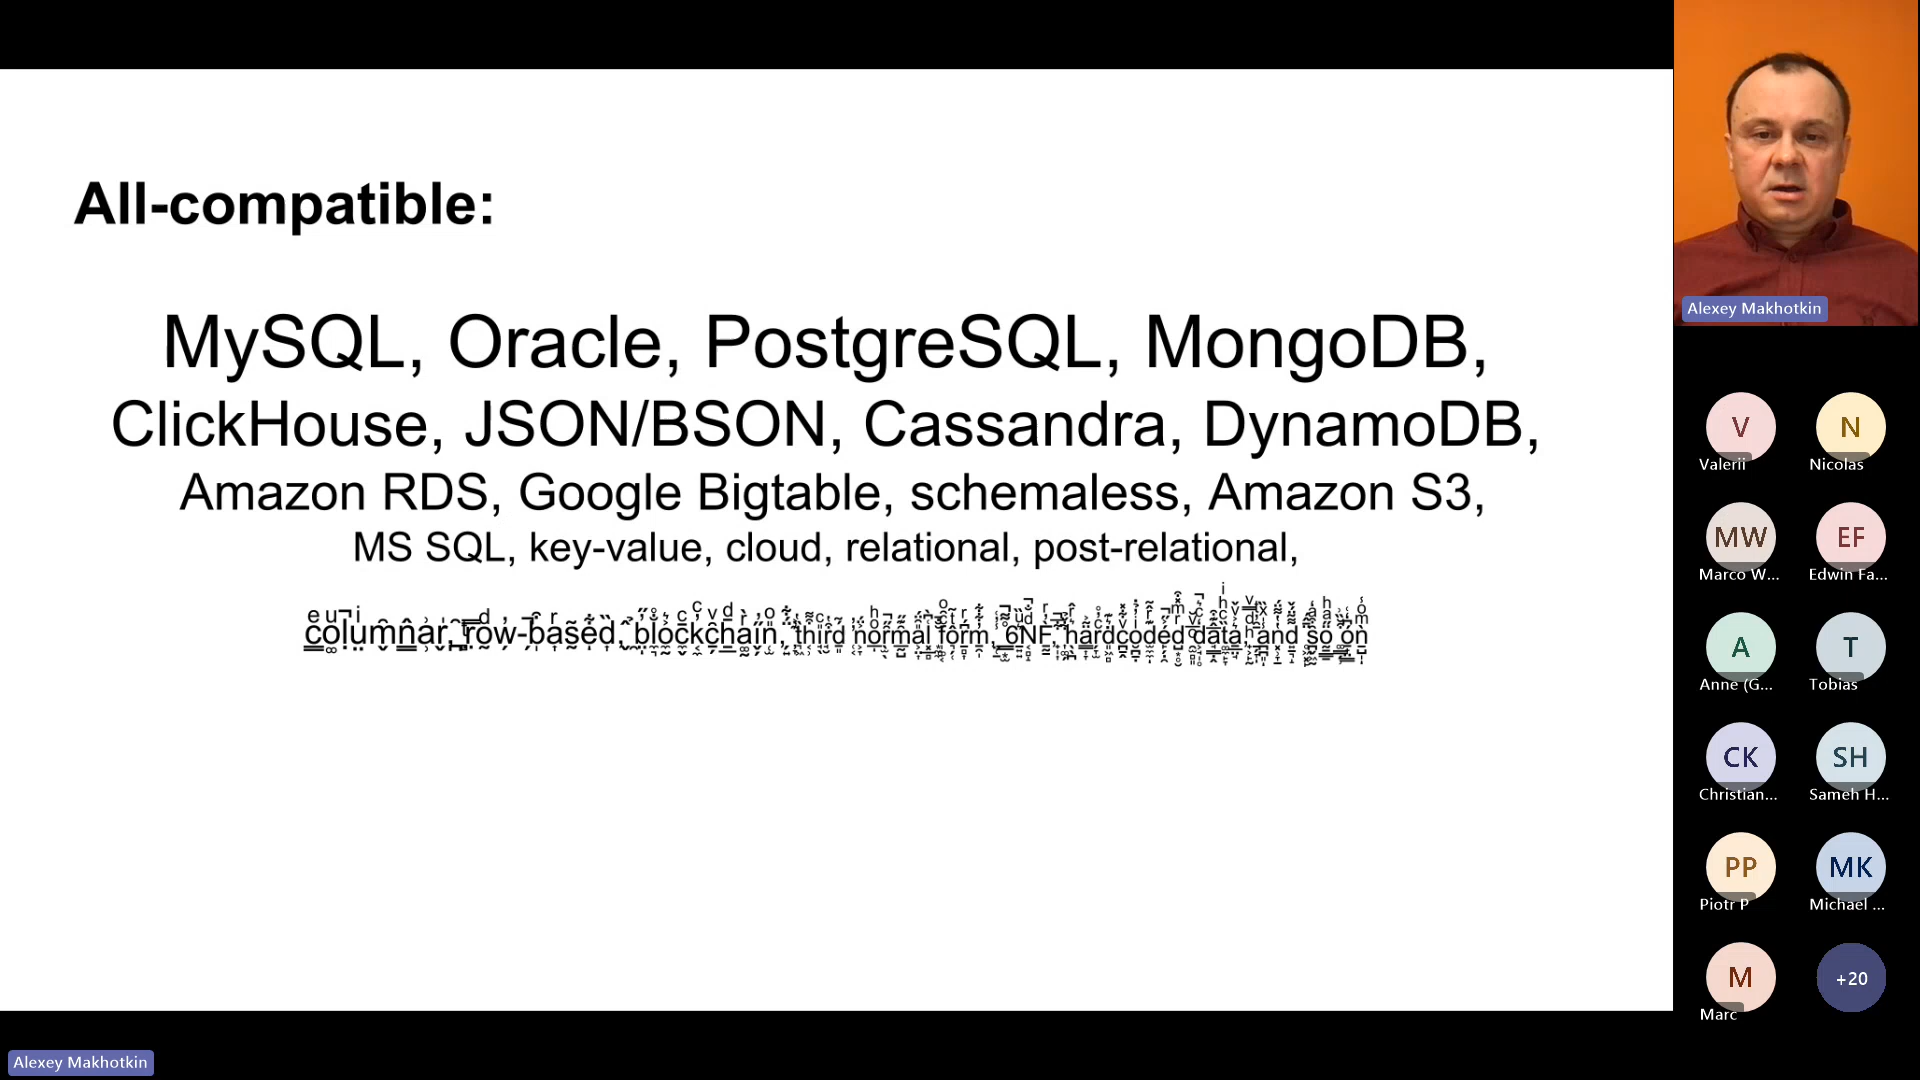 All-compatible:
MySQL, Oracle, PostgreSQL, MongoDB,
ClickHouse, JSON/BSON, Cassandra, DynamoDB,
Amazon RDS, Google Bigtable, schemaless, Amazon S3,
MS SQL, key-value, cloud, relational, post-relational,
columnar, row-based, blockchain, third normal form, 6NF, hardcoded data, and so on
Alexey Makhotkin
V
Valerii
N
Nicolas
MW
Marco W...
EF
Edwin Fa...
A
Anne (G...
T
Tobias
CK
Christian...
SH
Sameh H...
PP
Piotr P
MK
Michael ...
M
Marc
+20
Alexey Makhotkin